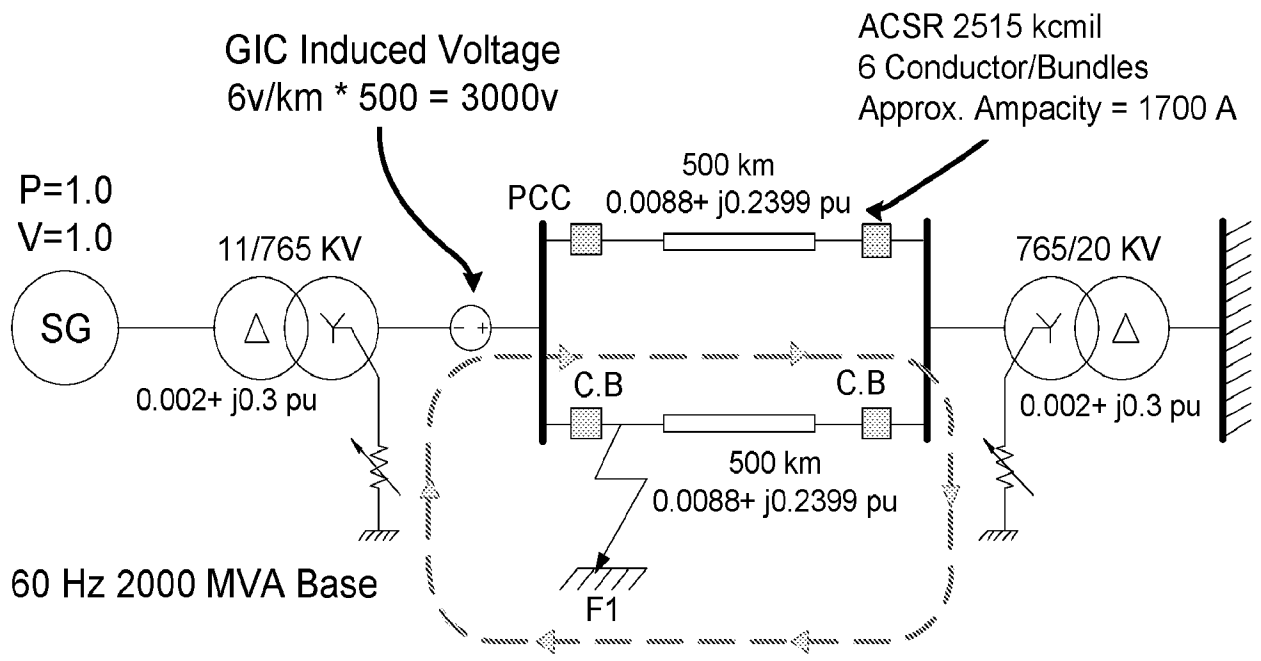 GIC Induced Voltage
6v/km * 500 = 3000v
ACSR 2515 kcmil
6 Conductor/Bundles
Approx. Ampacity = 1700 A
P=1.0
V=1.0
SG
11/765 KV
Δ
Y
0.002+ j0.3 pu
- +
PCC
500 km
0.0088+ j0.2399 pu
C.B
C.B
500 km
0.0088+ j0.2399 pu
765/20 KV
Y
Δ
0.002+ j0.3 pu
60 Hz 2000 MVA Base
F1